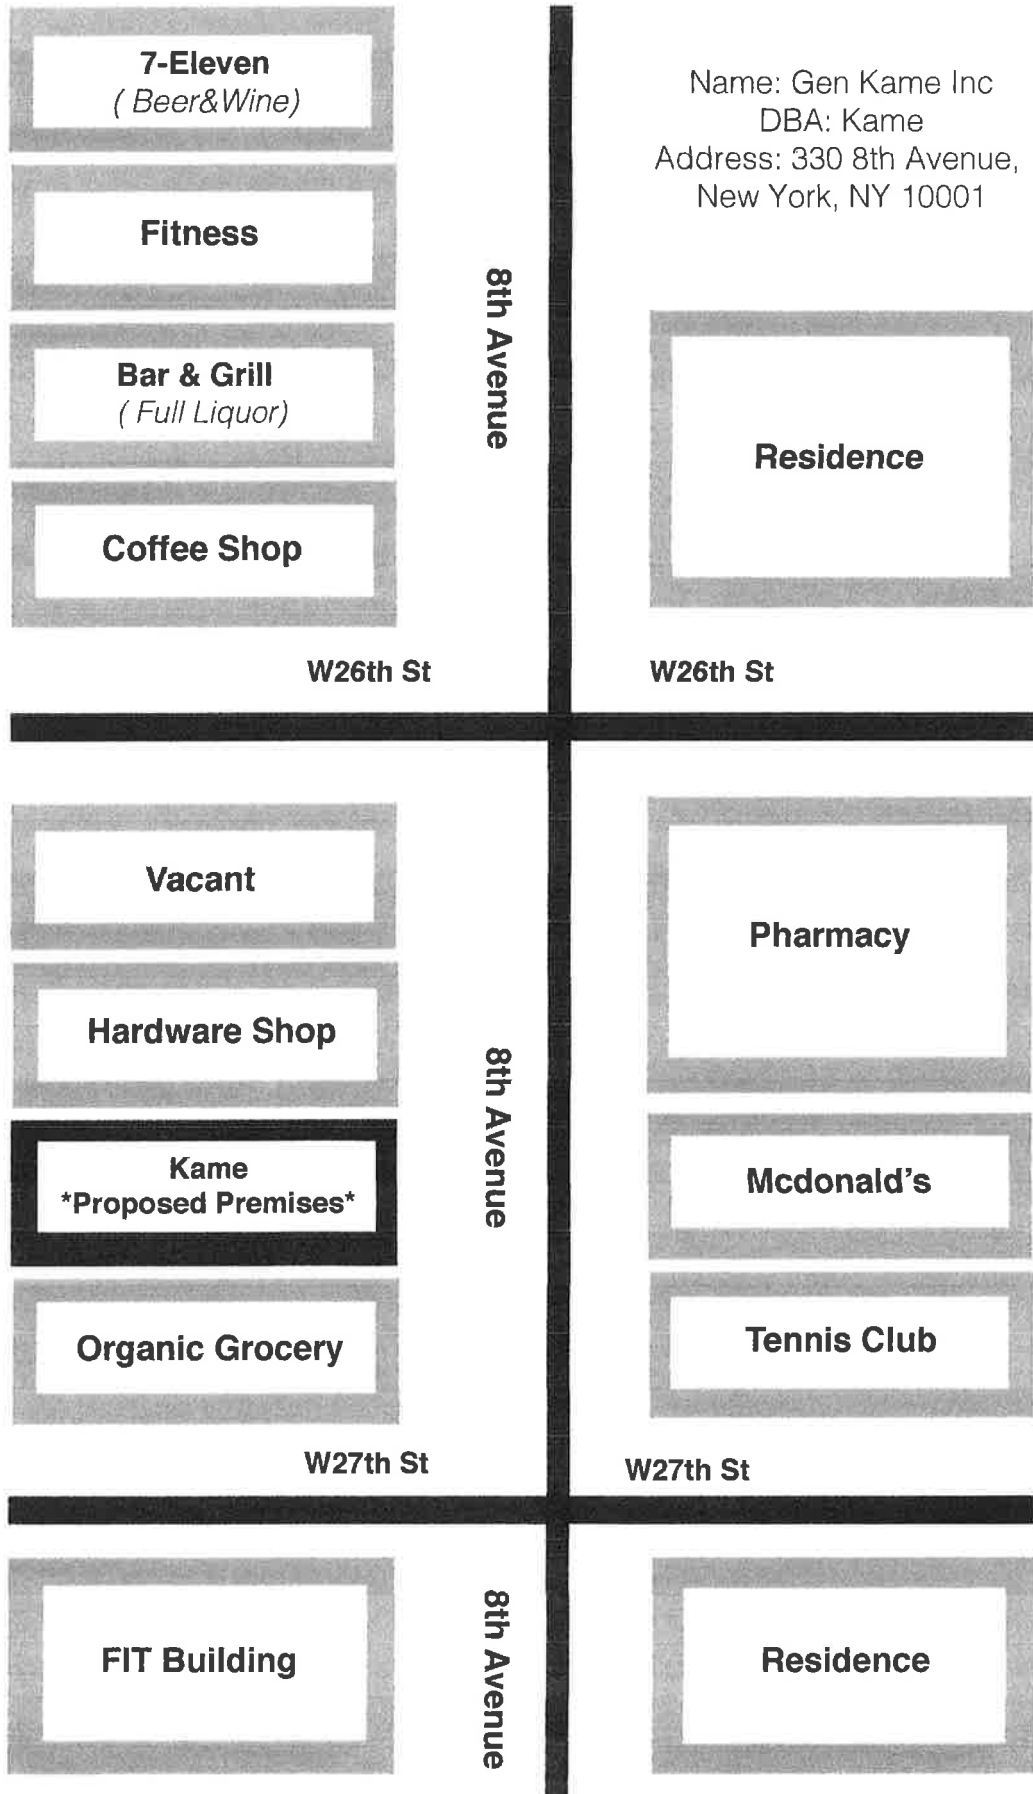 7-Eleven
( Beer&Wine)
Name: Gen Kame Inc
DBA: Kame
Address: 330 8th Avenue,
New York, NY 10001
Fitness
8th Avenue
Bar & Grill
( Full Liquor)
Residence
Coffee Shop
W26th St
W26th St
Vacant
Pharmacy
Hardware Shop
8th Avenue
Kame
*Proposed Premises*
Mcdonald's
Organic Grocery
Tennis Club
W27th St
W27th St
FIT Building
8th Avenue
Residence